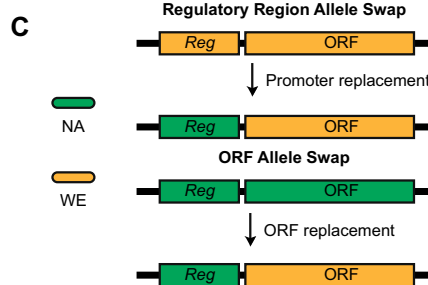 C
Regulatory Region Allele Swap
Reg ORF
Promoter replacement
NA
Reg ORF
ORF Allele Swap
WE
Reg ORF
ORF replacement
Reg ORF